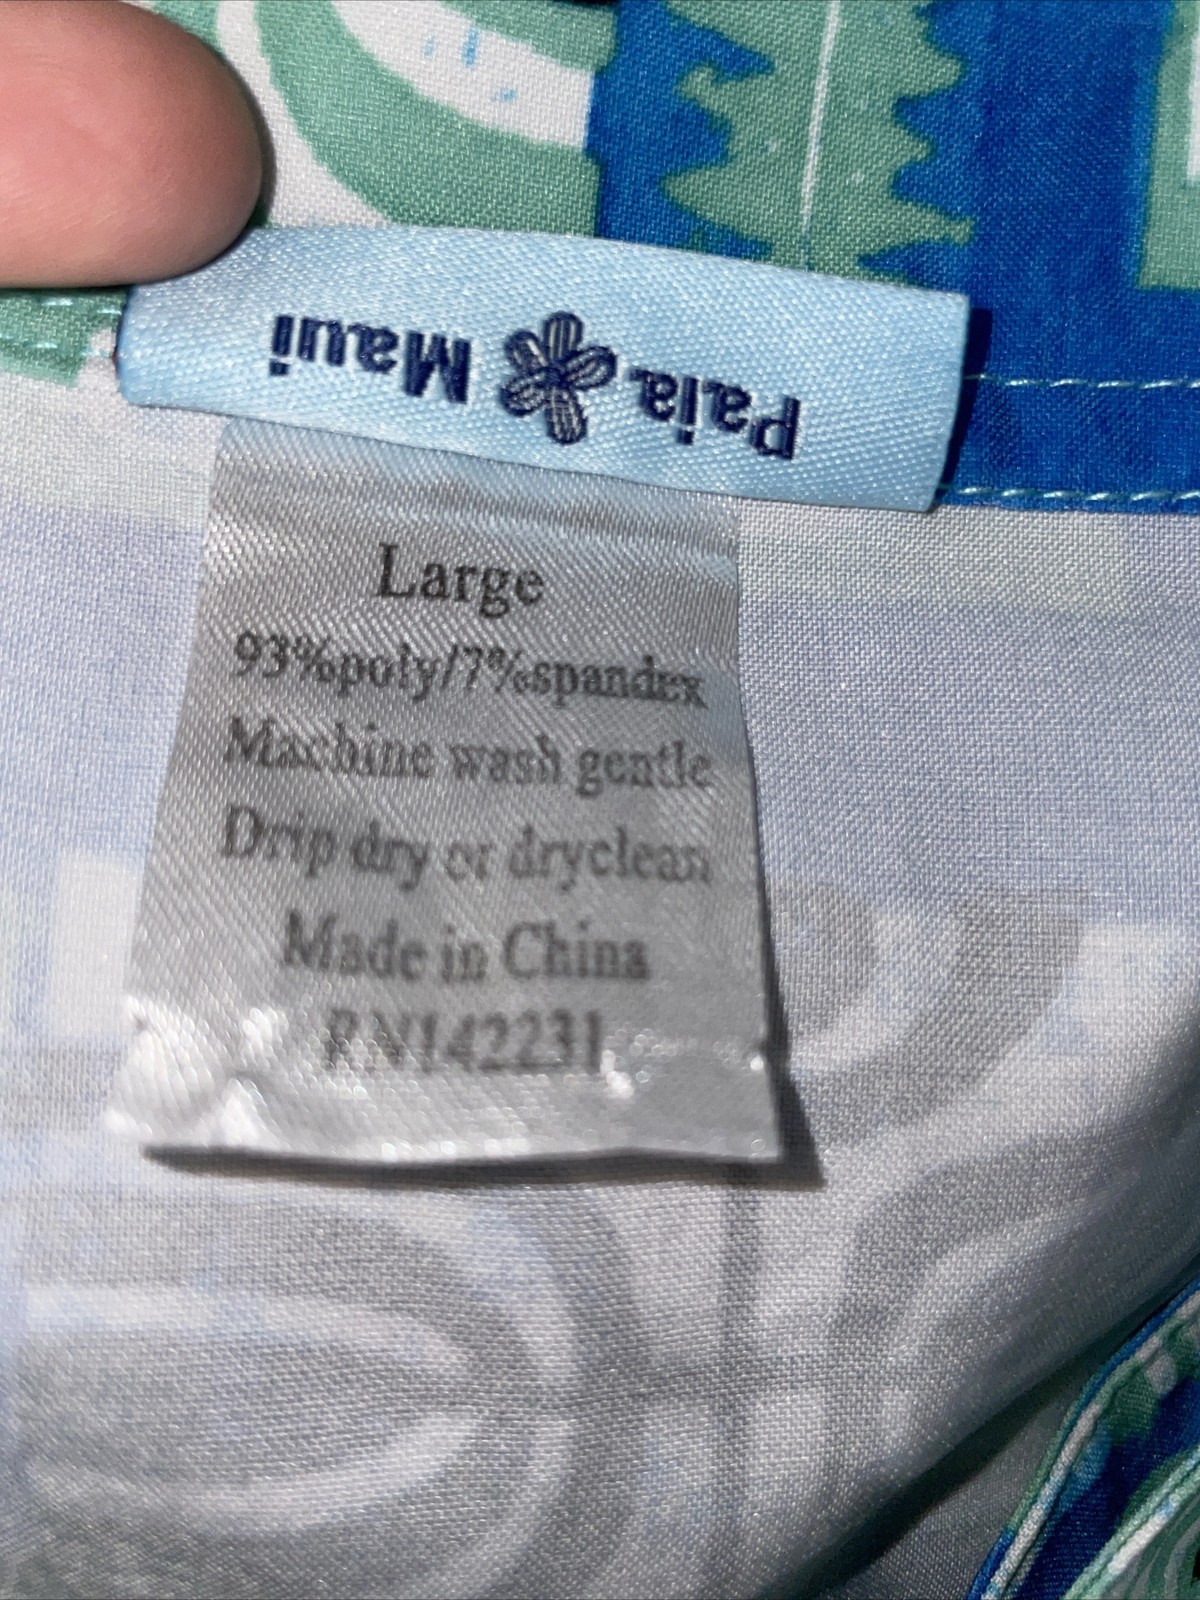 Paia, Maui
Large
93%poly/7%spandex
Machine wash gentle
Drip dry or dryclean
Made in China
RN142231